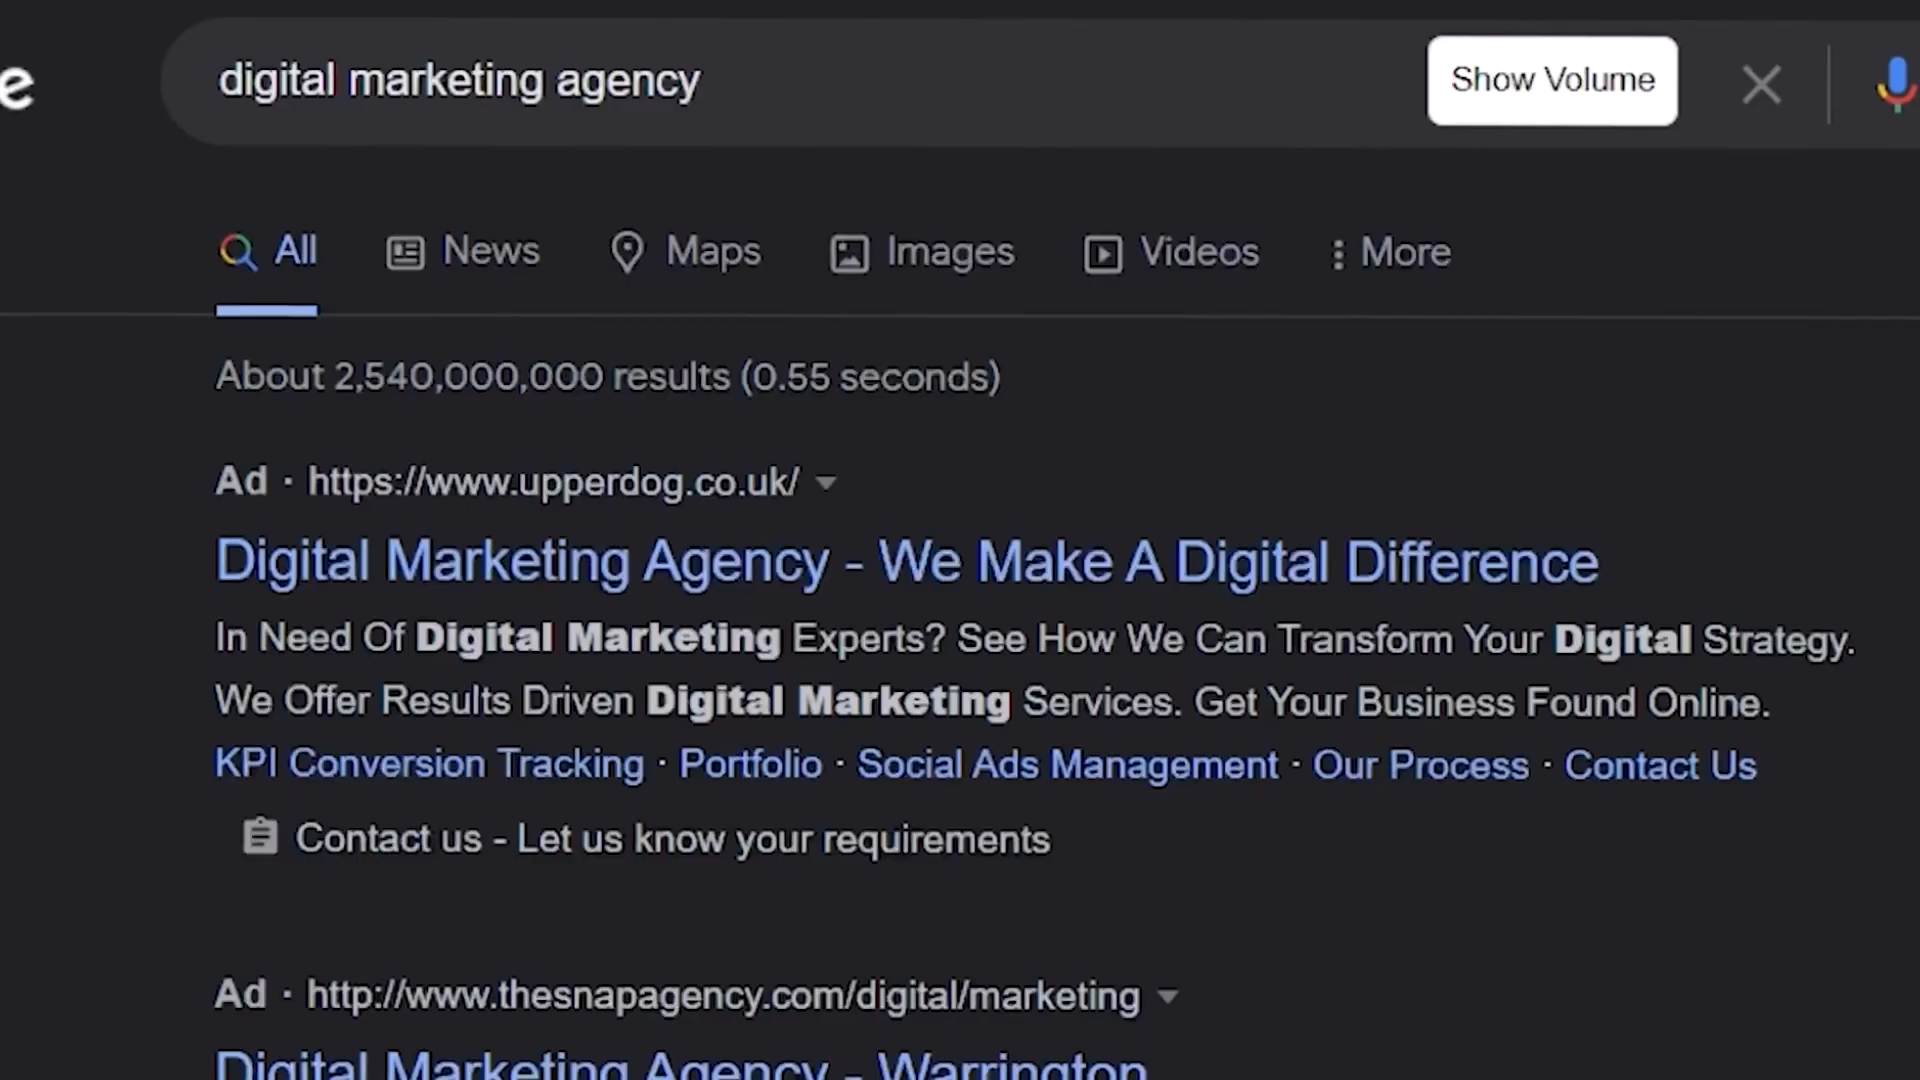 e
digital marketing agency
Show Volume
All News Maps Images Videos More
About 2,540,000,000 results (0.55 seconds)
Ad · https://www.upperdog.co.uk/
Digital Marketing Agency - We Make A Digital Difference
In Need Of Digital Marketing Experts? See How We Can Transform Your Digital Strategy.
We Offer Results Driven Digital Marketing Services. Get Your Business Found Online.
KPI Conversion Tracking · Portfolio · Social Ads Management · Our Process · Contact Us
Contact us - Let us know your requirements
Ad · http://www.thesnapagency.com/digital/marketing
Digital Marketing Agency - Warrington